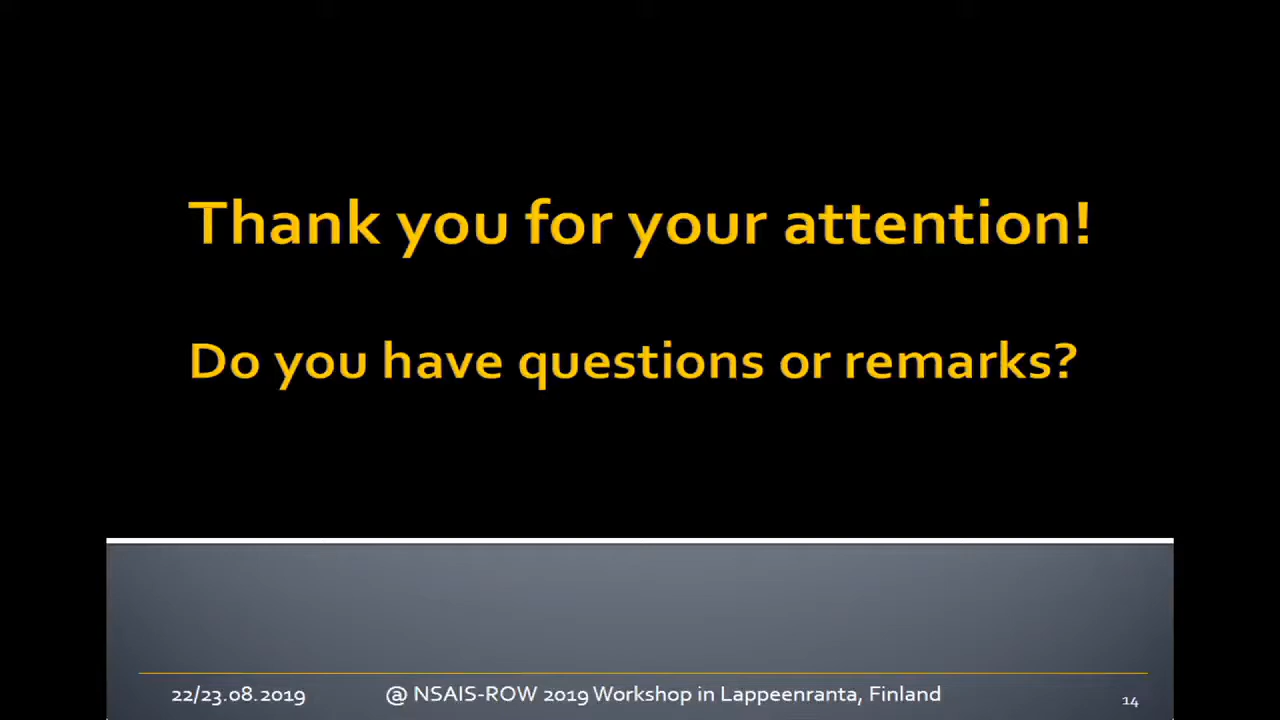 Thank you for your attention!
Do you have questions or remarks?
22/23.08.2019 @ NSAIS-ROW 2019 Workshop in Lappeenranta, Finland 14